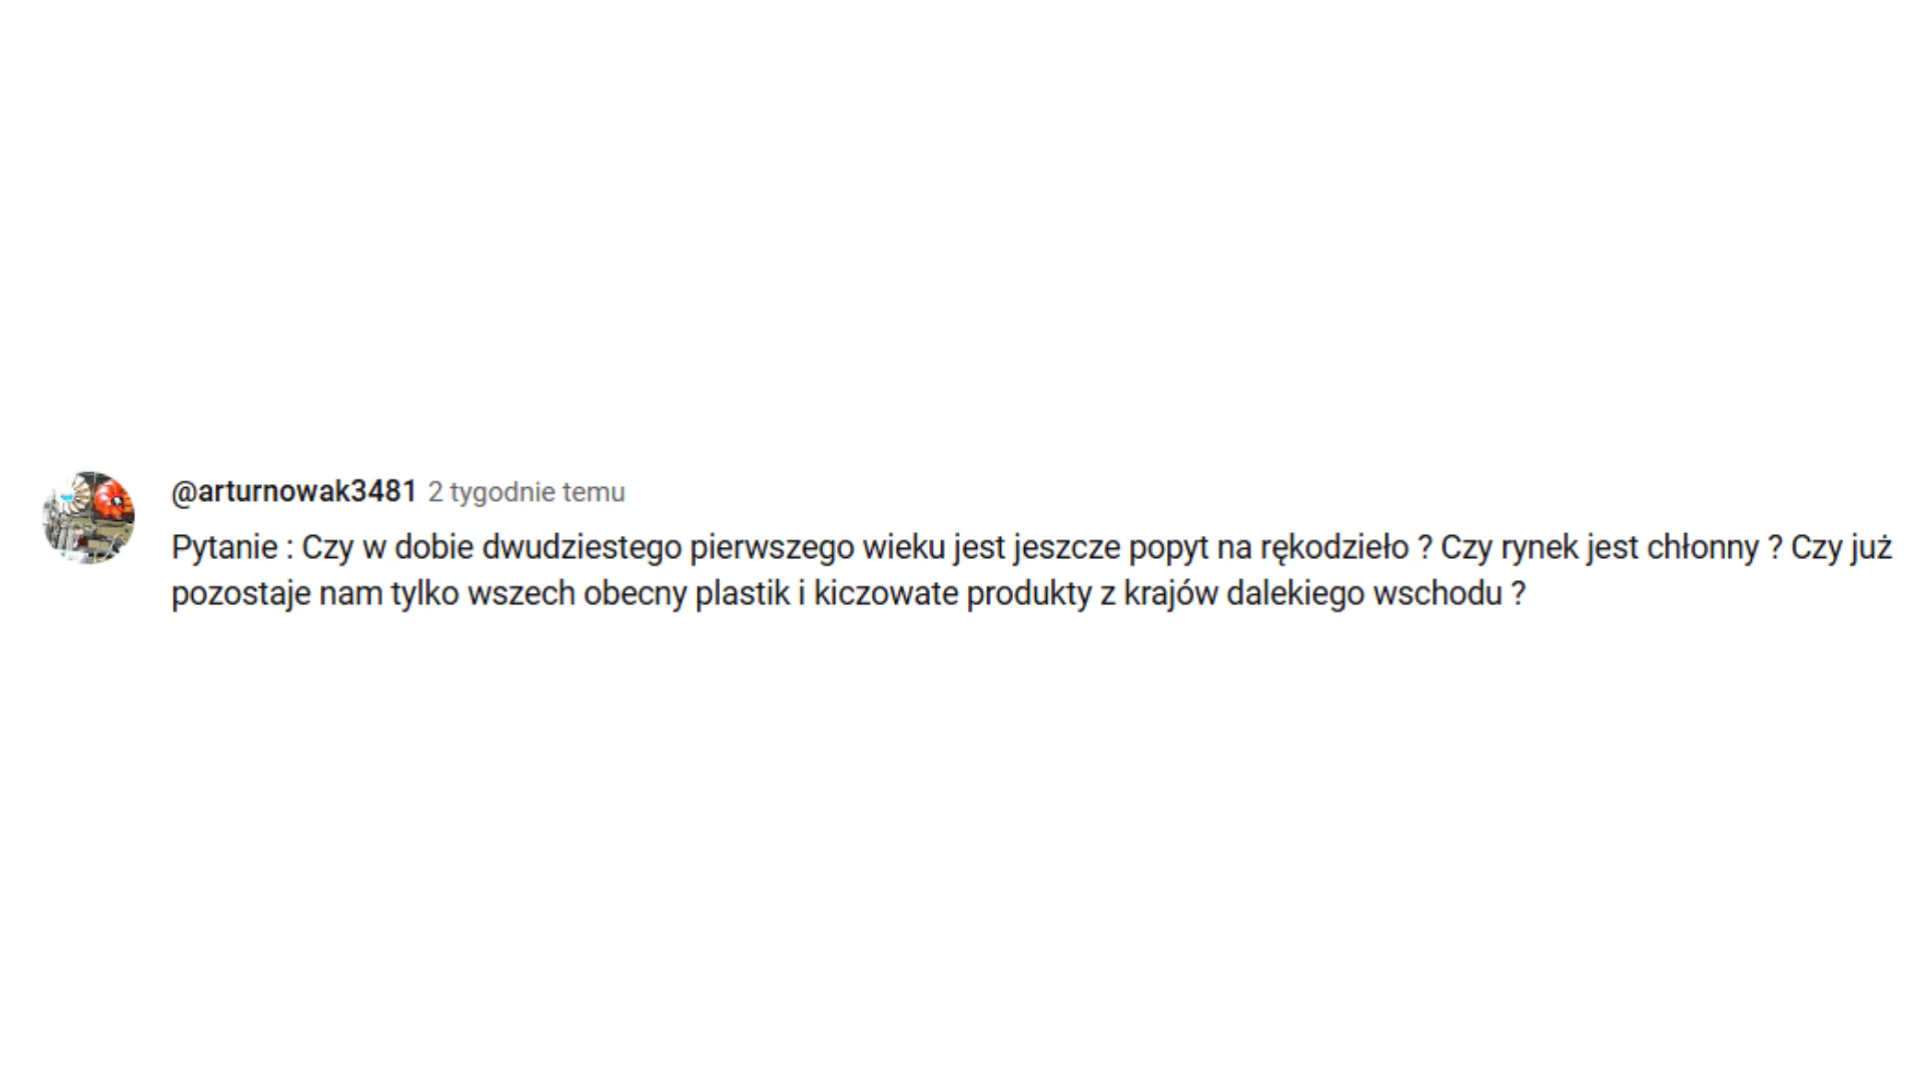 @arturnowak3481 2 tygodnie temu
Pytanie : Czy w dobie dwudziestego pierwszego wieku jest jeszcze popyt na rękodzieło ? Czy rynek jest chłonny ? Czy już
pozostaje nam tylko wszech obecny plastik i kiczowate produkty z krajów dalekiego wschodu ?